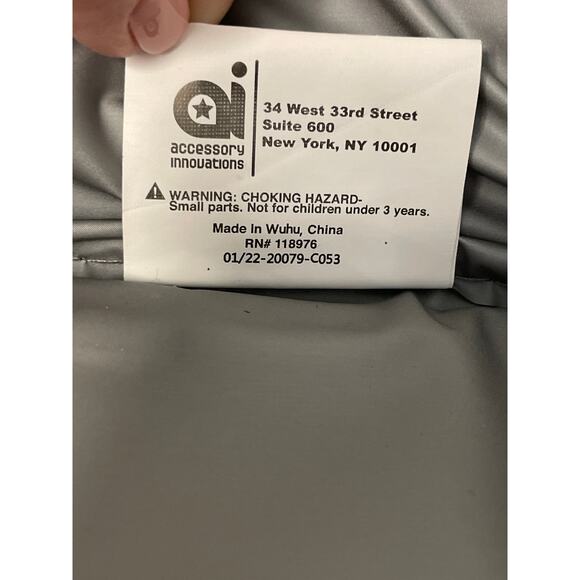 ai
accessory
innovations
34 West 33rd Street
Suite 600
New York, NY 10001
WARNING: CHOKING HAZARD-
Small parts. Not for children under 3 years.
Made In Wuhu, China
RN# 118976
01/22-20079-C053